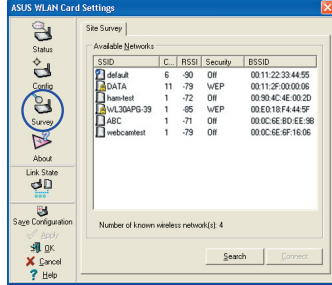 ASUS WLAN Card Settings
Status
Config
Survey
About
Link State
Save Configuration
Apply
OK
Cancel
Help
Site Survey
Available Networks
SSID C... RSSI Security BSSID
default 6 -90 Off 00:11:22:33:44:55
DATA 11 -79 WEP 00:11:2F:00:00:06
ham-test 1 -72 Off 00:90:4C:4E:00:2D
WL30APG-39 1 -85 WEP 00:E0:18:F4:44:5F
ABC 1 -71 Off 00:0C:6E:BD:EE:9B
webcamtest 1 -79 Off 00:0C:6E:6F:16:06
Number of known wireless network(s): 4
Search Connect